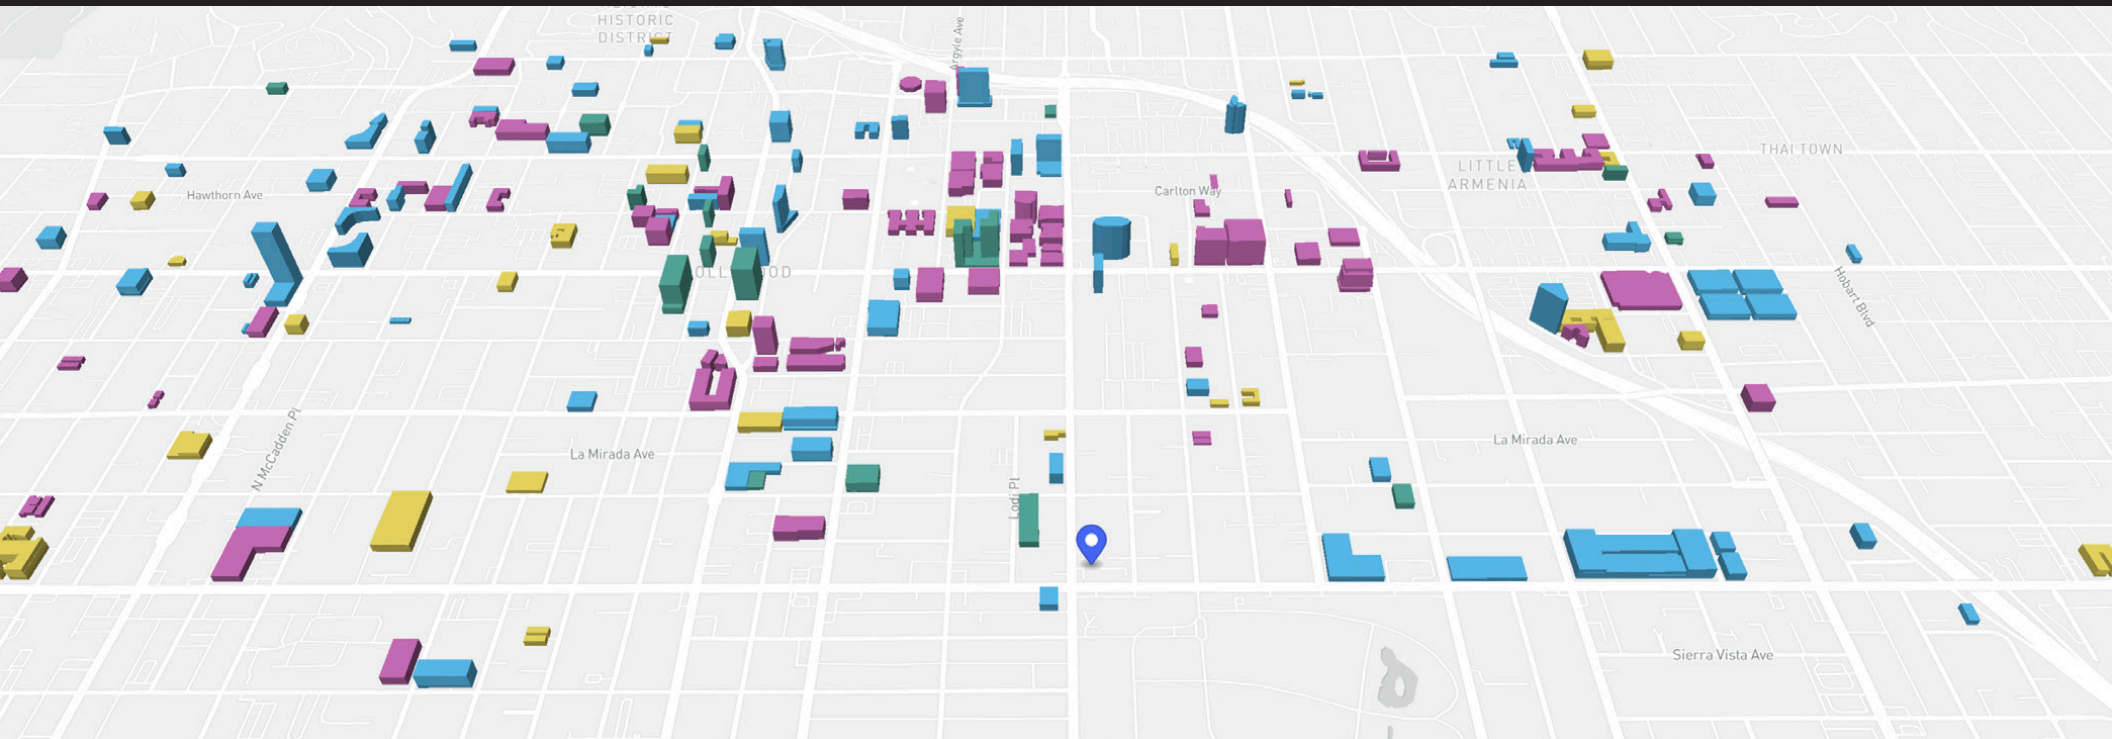 HISTORIC
DISTRICT
Argyle Ave
THAI TOWN
LITTLE
ARMENIA
Hawthorn Ave
Carlton Way
Hobart Blvd
La Mirada Ave
La Mirada Ave
N McCadden Pl
Lodi Pl
Sierra Vista Ave